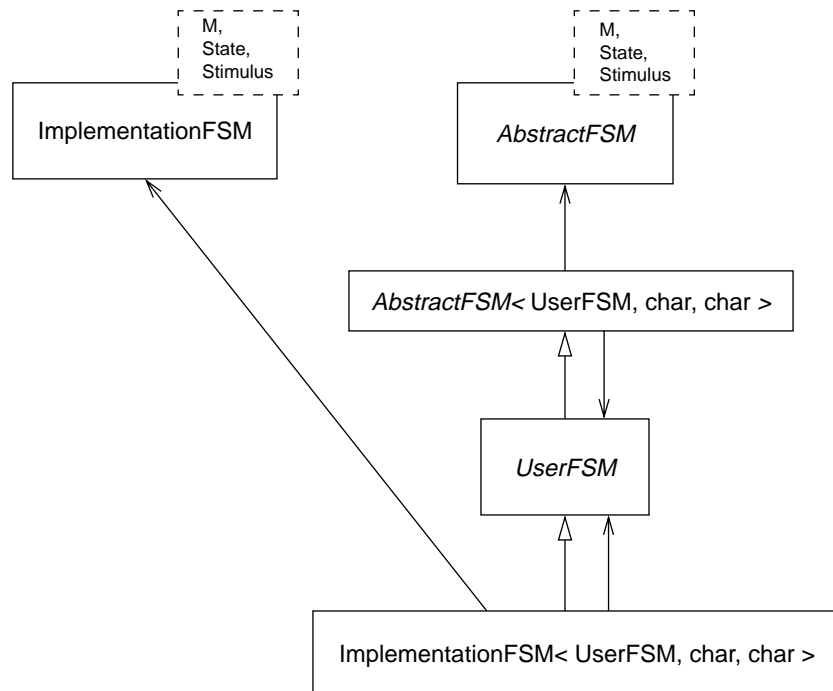 M,
State,
Stimulus
ImplementationFSM
M,
State,
Stimulus
AbstractFSM
AbstractFSM< UserFSM, char, char >
UserFSM
ImplementationFSM< UserFSM, char, char >